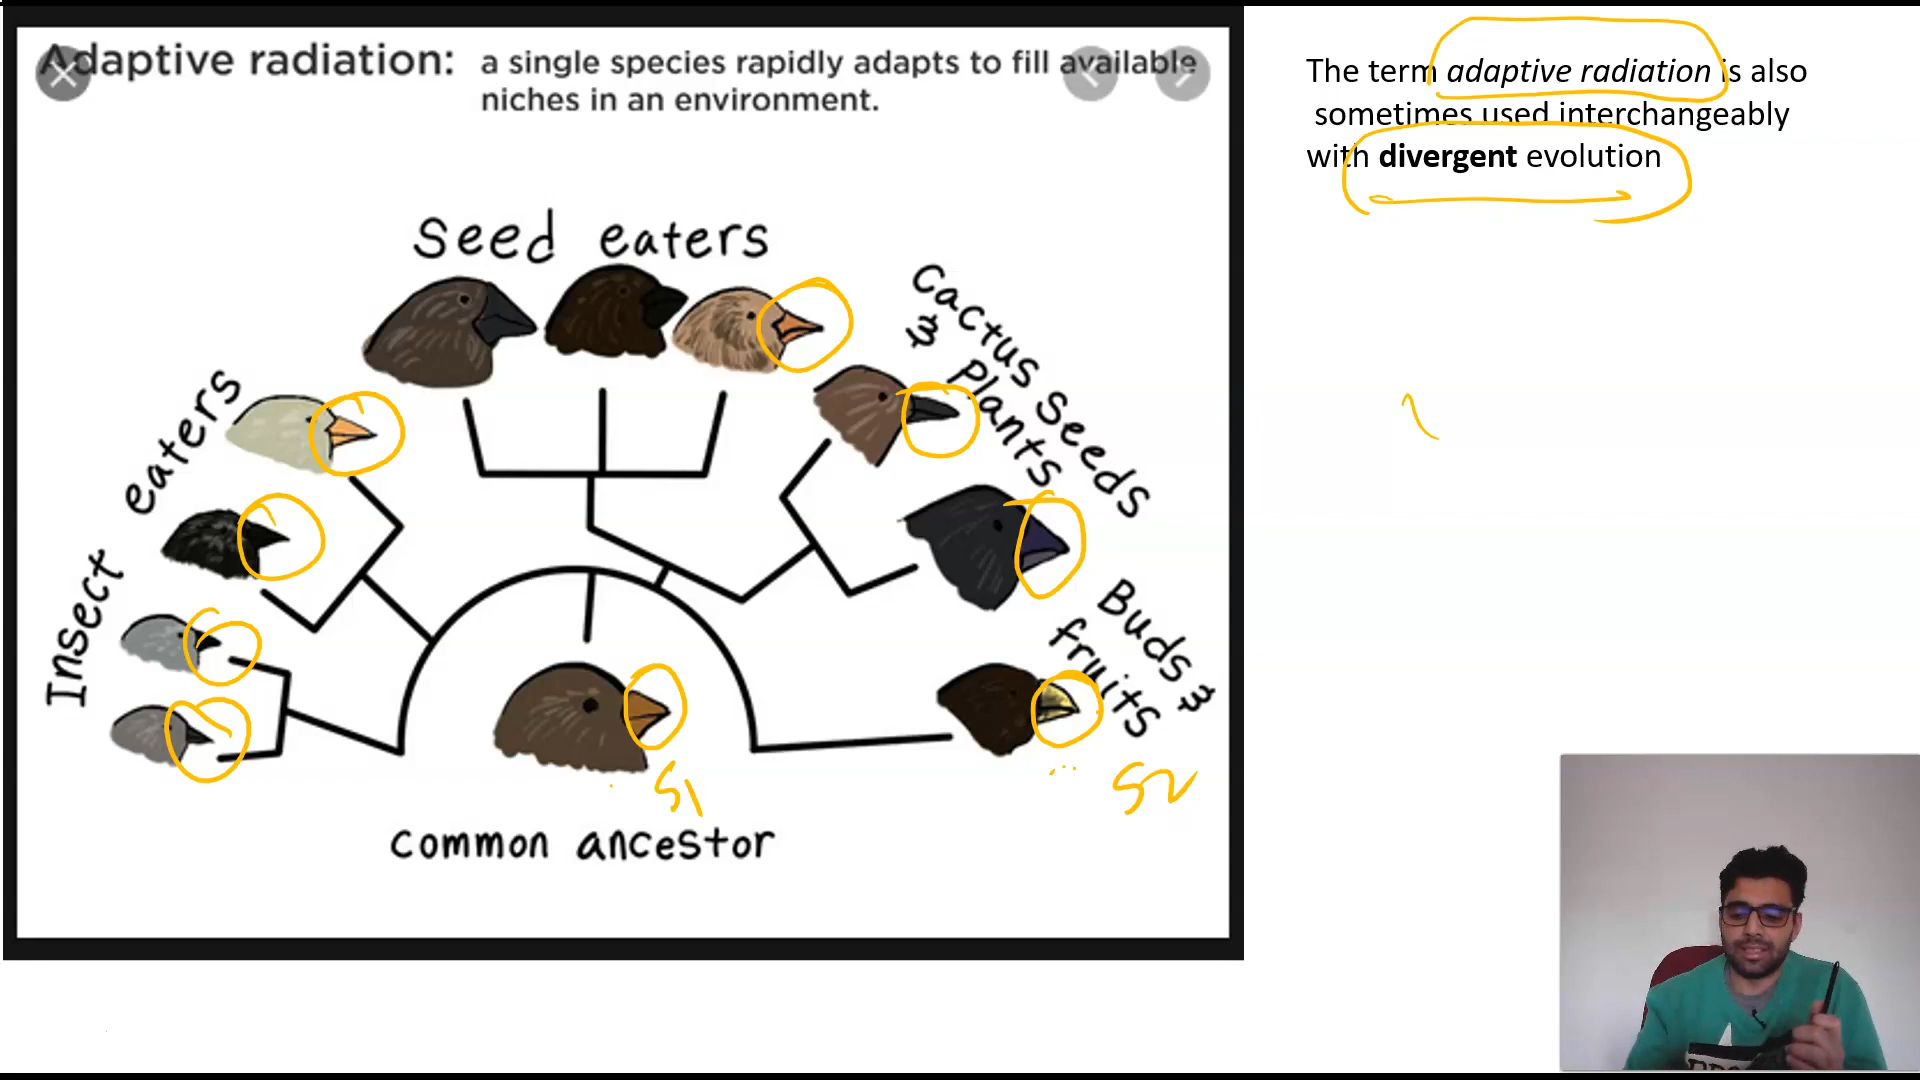 Adaptive radiation: a single species rapidly adapts to fill available
niches in an environment.
The term adaptive radiation is also
sometimes used interchangeably
with divergent evolution
Seed eaters
Cactus Seeds
& Plants
Insect eaters
Buds &
fruits
S1
S2
common ancestor